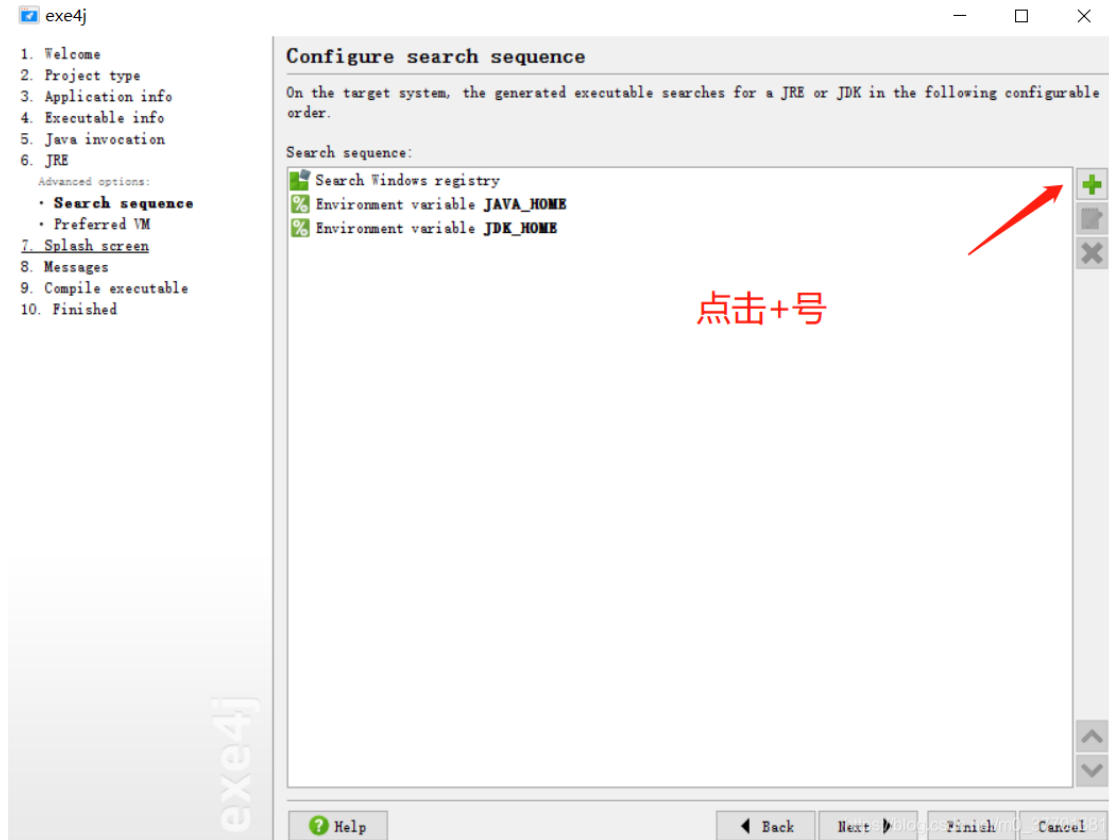 exe4j
1. Welcome
2. Project type
3. Application info
4. Executable info
5. Java invocation
6. JRE
Advanced options:
· Search sequence
· Preferred VM
7. Splash screen
8. Messages
9. Compile executable
10. Finished
exe4j
Configure search sequence
On the target system, the generated executable searches for a JRE or JDK in the following configurable
order.
Search sequence:
Search Windows registry
Environment variable JAVA_HOME
Environment variable JDK_HOME
点击+号
Help
Back
Next
Finish
Cancel